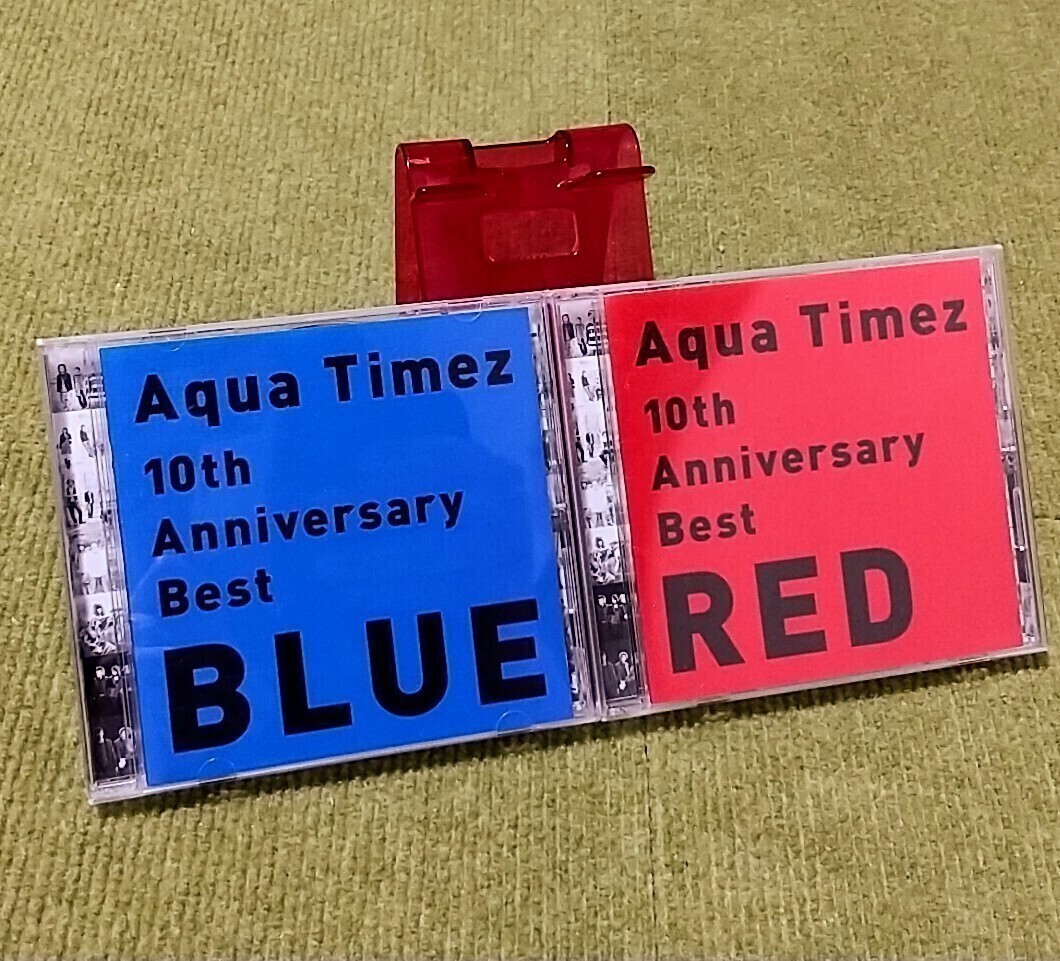 Aqua Timez
10th
Anniversary
Best
BLUE
Aqua Timez
10th
Anniversary
Best
RED